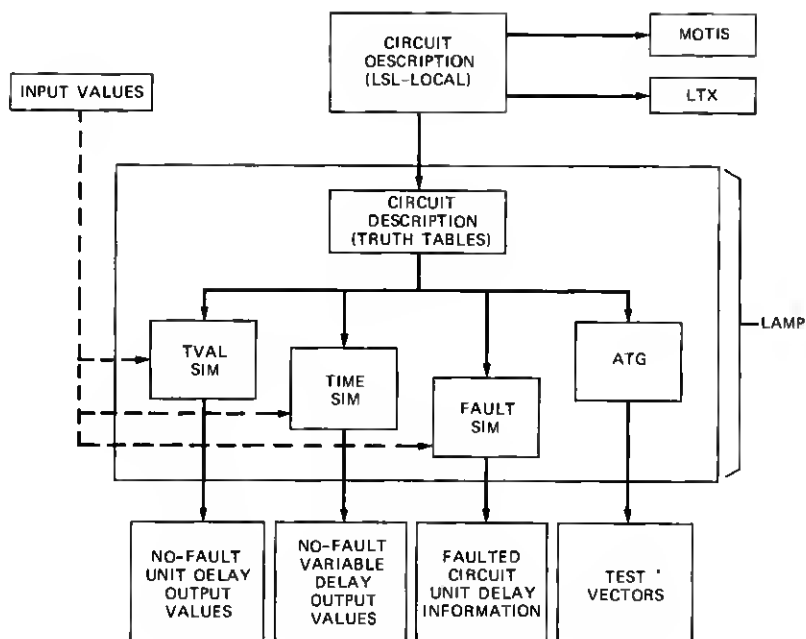 CIRCUIT
OESCRIPTION
(LSL-LOCAL)
MOTIS
LTX
INPUT VALUES
CIRCUIT
DESCRIPTION
(TRUTH TABLES)
LAMP
TVAL
SIM
TIME
SIM
FAULT
SIM
ATG
NO-FAULT
UNIT OELAY
OUTPUT
VALUES
NO-FAULT
VARIABLE
DELAY
OUTPUT
VALUES
FAULTED
CIRCUIT
UNIT DELAY
INFORMATION
TEST
VECTORS